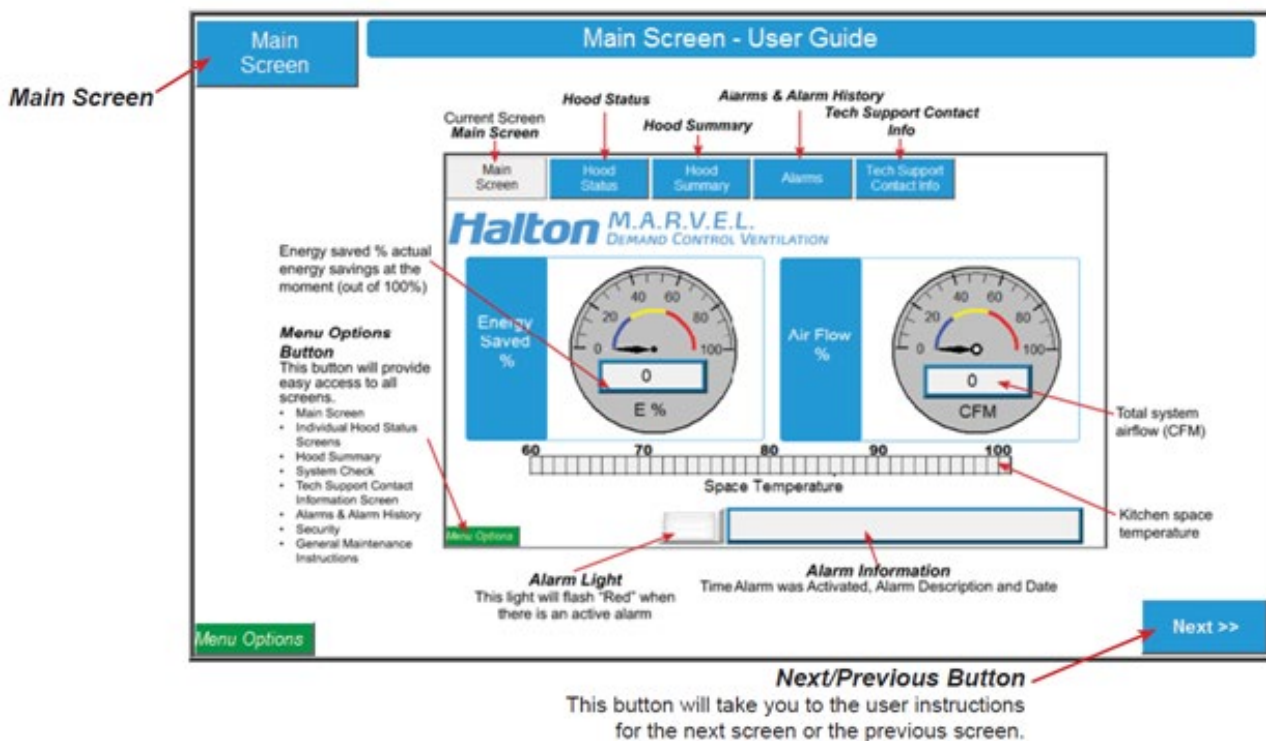 Main
Screen
Main Screen - User Guide
Main Screen
Hood Status
Alarms & Alarm History
Current Screen
Main Screen
Hood Summary
Tech Support Contact
Info
Main
Screen
Hood
Status
Hood
Summary
Alarms
Tech Support
Contact Info
Halton M.A.R.V.E.L.
DEMAND CONTROL VENTILATION
Energy saved % actual
energy savings at the
moment (out of 100%)
Energy
Saved
%
0 20 40 60 80 100
0
E %
Air Flow
%
0 20 40 60 80 100
0
CFM
Total system
airflow (CFM)
Menu Options
Button
This button will provide
easy access to all
screens.
• Main Screen
• Individual Hood Status
Screens
• Hood Summary
• System Check
• Tech Support Contact
Information Screen
• Alarms & Alarm History
• Security
• General Maintenance
Instructions
60 70 80 90 100
Space Temperature
Kitchen space
temperature
Menu Options
Alarm Light
This light will flash "Red" when
there is an active alarm
Alarm Information
Time Alarm was Activated, Alarm Description and Date
Menu Options
Next >>
Next/Previous Button
This button will take you to the user instructions
for the next screen or the previous screen.